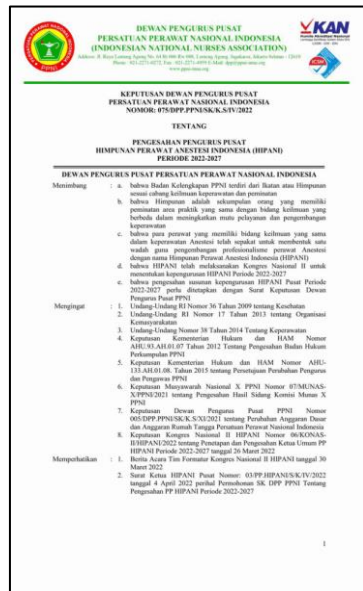 DEWAN PENGURUS PUSAT
PERSATUAN PERAWAT NASIONAL INDONESIA
(INDONESIAN NATIONAL NURSES ASSOCIATION)
KAN
KEPUTUSAN DEWAN PENGURUS PUSAT
PERSATUAN PERAWAT NASIONAL INDONESIA
NOMOR: 075/DPP.PPNI/SK/K.S/IV/2022
TENTANG
PENGESAHAN PENGURUS PUSAT
HIMPUNAN PERAWAT ANESTESI INDONESIA (HIPANI)
PERIODE 2022-2027
DEWAN PENGURUS PUSAT PERSATUAN PERAWAT NASIONAL INDONESIA
Menimbang : a. bahwa Badan Kelengkapan PPNI terdiri dari Ikatan atau Himpunan
sesuai cabang keilmuan keperawatan dan peminatan
b. bahwa Himpunan adalah sekumpulan orang yang memiliki
peminatan area praktik yang sama dengan bidang keilmuan yang
berbeda dalam meningkatkan mutu pelayanan dan pengembangan
keperawatan
c. bahwa para perawat yang memiliki bidang keilmuan yang sama
dalam keperawatan Anestesi telah sepakat untuk membentuk satu
wadah guna pengembangan profesionalisme perawat Anestesi
dengan nama Himpunan Perawat Anestesi Indonesia (HIPANI)
d. bahwa HIPANI telah melaksanakan Kongres Nasional II untuk
menentukan kepengurusan HIPANI Periode 2022-2027
e. bahwa pengesahan susunan kepengurusan HIPANI Pusat Periode
2022-2027 perlu ditetapkan dengan Surat Keputusan Dewan
Pengurus Pusat PPNI
Mengingat : 1. Undang-Undang RI Nomor 36 Tahun 2009 tentang Kesehatan
2. Undang-Undang RI Nomor 17 Tahun 2013 tentang Organisasi
Kemasyarakatan
3. Undang-Undang Nomor 38 Tahun 2014 Tentang Keperawatan
4. Keputusan Kementerian Hukum dan HAM Nomor
AHU.93.AH.01.07 Tahun 2012 Tentang Pengesahan Badan Hukum
Perkumpulan PPNI
5. Keputusan Kementerian Hukum dan HAM Nomor AHU-
133.AH.01.08. Tahun 2015 tentang Persetujuan Perubahan Pengurus
dan Pengawas PPNI
6. Keputusan Musyawarah Nasional X PPNI Nomor 07/MUNAS-
X/PPNI/2021 tentang Pengesahan Hasil Sidang Komisi Munas X
PPNI
7. Keputusan Dewan Pengurus Pusat PPNI Nomor
005/DPP.PPNI/SK/K.S/XI/2021 tentang Perubahan Anggaran Dasar
dan Anggaran Rumah Tangga Persatuan Perawat Nasional Indonesia
8. Keputusan Kongres Nasional II HIPANI Nomor 06/KONAS-
II/HIPANI/2022 tentang Penetapan dan Pengesahan Ketua Umum PP
HIPANI Periode 2022-2027 tanggal 26 Maret 2022
Memperhatikan : 1. Berita Acara Tim Formatur Kongres Nasional II HIPANI tanggal 30
Maret 2022
2. Surat Ketua HIPANI Pusat Nomor: 03/PP.HIPANI/S/K/IV/2022
tanggal 4 April 2022 perihal Permohonan SK DPP PPNI Tentang
Pengesahan PP HIPANI Periode 2022-2027
1